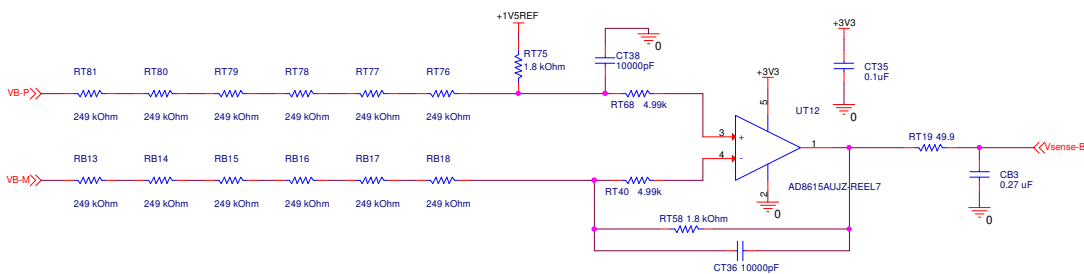 +1V5REF
+3V3
RT75
1.8 kOhm
CT38
10000pF
0
CT35
0.1uF
0
RT81
RT80
RT79
RT78
RT77
RT76
VB-P
249 kOhm
249 kOhm
249 kOhm
249 kOhm
249 kOhm
249 kOhm
RT68 4.99k
+3V3
5
UT12
3
+
4
-
1
2
0
AD8615AUJZ-REEL7
RT19 49.9
Vsense-B
CB3
0.27 uF
0
RB13
RB14
RB15
RB16
RB17
RB18
VB-M
249 kOhm
249 kOhm
249 kOhm
249 kOhm
249 kOhm
249 kOhm
RT40 4.99k
RT58 1.8 kOhm
CT36 10000pF